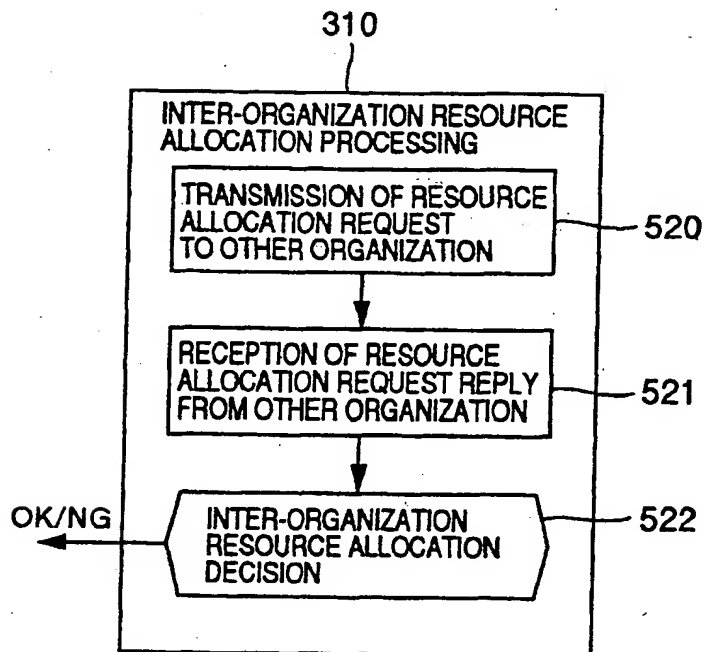 310
INTER-ORGANIZATION RESOURCE
ALLOCATION PROCESSING
TRANSMISSION OF RESOURCE
ALLOCATION REQUEST
TO OTHER ORGANIZATION
520
RECEPTION OF RESOURCE
ALLOCATION REQUEST REPLY
FROM OTHER ORGANIZATION
521
OK/NG
INTER-ORGANIZATION
RESOURCE ALLOCATION
DECISION
522